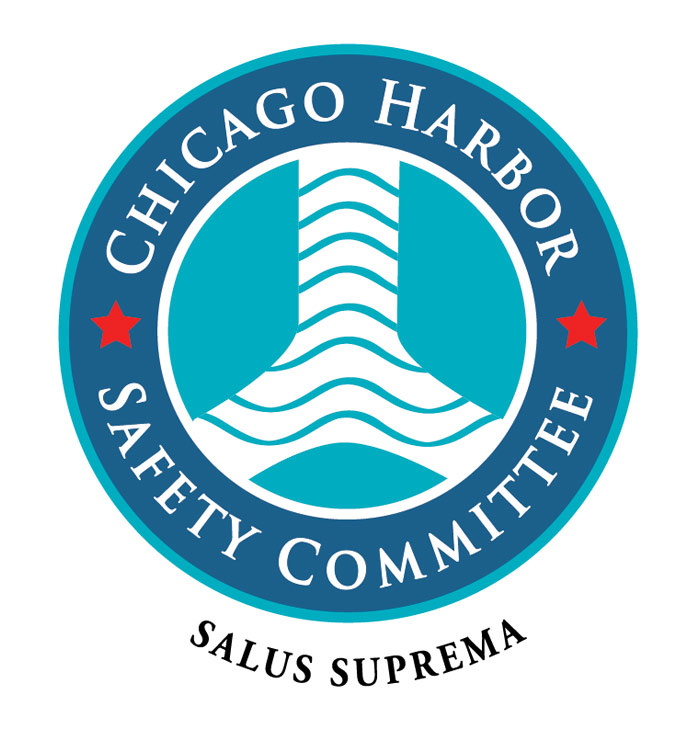 CHICAGO HARBOR
SAFETY COMMITTEE
SALUS SUPREMA